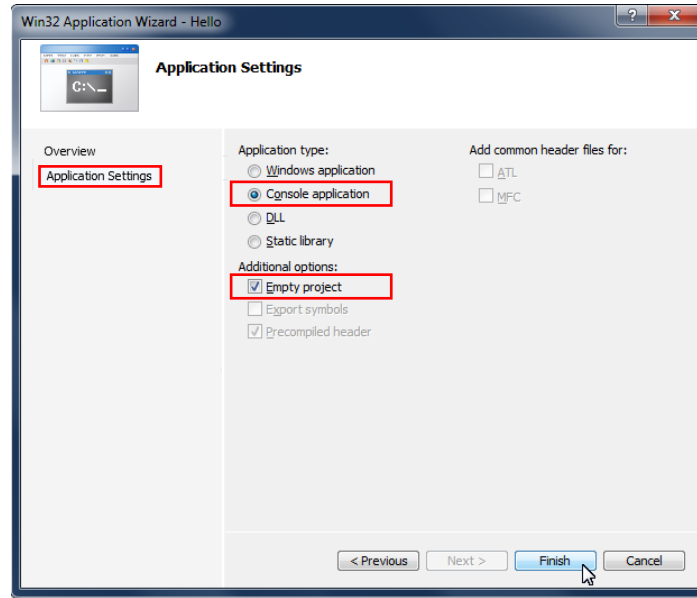 Win32 Application Wizard - Hello
C:\_
Application Settings
Overview
Application Settings
Application type:
Windows application
Console application
DLL
Static library
Additional options:
Empty project
Export symbols
Precompiled header
Add common header files for:
ATL
MFC
< Previous
Next >
Finish
Cancel